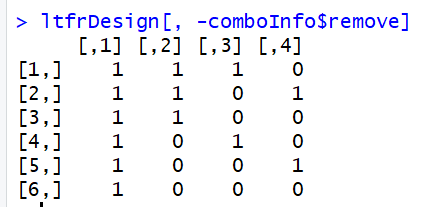 > ltfrDesign[, -comboInfo$remove]
     [,1] [,2] [,3] [,4]
[1,]    1    1    1    0
[2,]    1    1    0    1
[3,]    1    1    0    0
[4,]    1    0    1    0
[5,]    1    0    0    1
[6,]    1    0    0    0